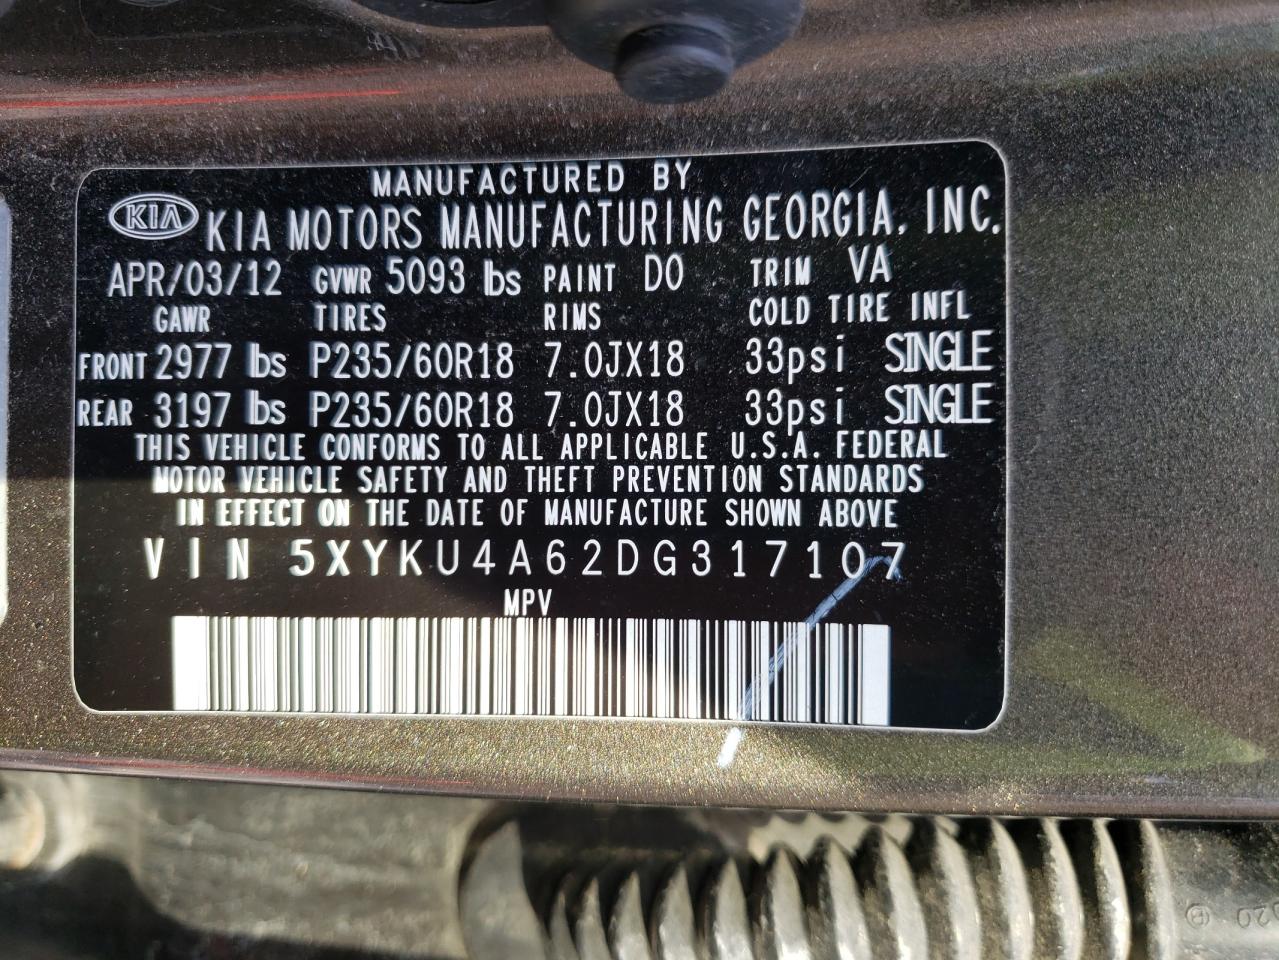 MANUFACTURED BY
KIA KIA MOTORS MANUFACTURING GEORGIA, INC.
APR/03/12 GVWR 5093 lbs PAINT D0 TRIM VA
GAWR TIRES RIMS COLD TIRE INFL
FRONT 2977 lbs P235/60R18 7.0JX18 33psi SINGLE
REAR 3197 lbs P235/60R18 7.0JX18 33psi SINGLE
THIS VEHICLE CONFORMS TO ALL APPLICABLE U.S.A. FEDERAL
MOTOR VEHICLE SAFETY AND THEFT PREVENTION STANDARDS
IN EFFECT ON THE DATE OF MANUFACTURE SHOWN ABOVE
VIN 5XYKU4A62DG317107
MPV